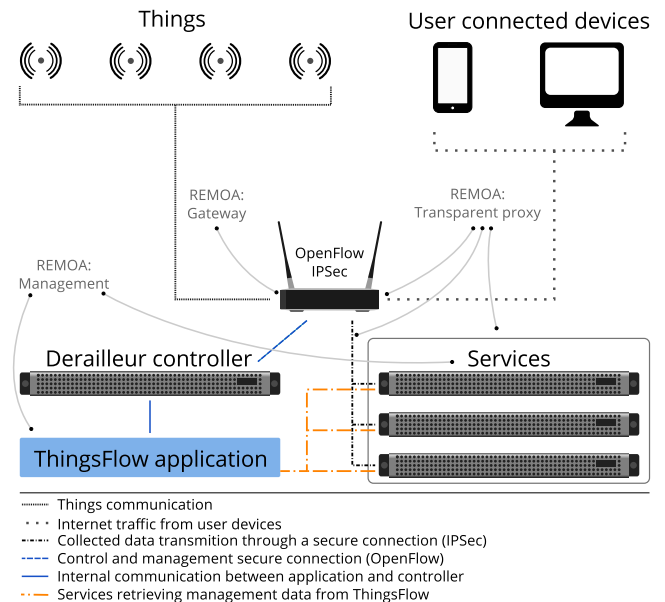 Things
User connected devices
REMOA:
Gateway
REMOA:
Transparent proxy
OpenFlow
IPSec
REMOA:
Management
Derailleur controller
Services
ThingsFlow application
Things communication
Internet traffic from user devices
Collected data transmition through a secure connection (IPSec)
Control and management secure connection (OpenFlow)
Internal communication between application and controller
Services retrieving management data from ThingsFlow